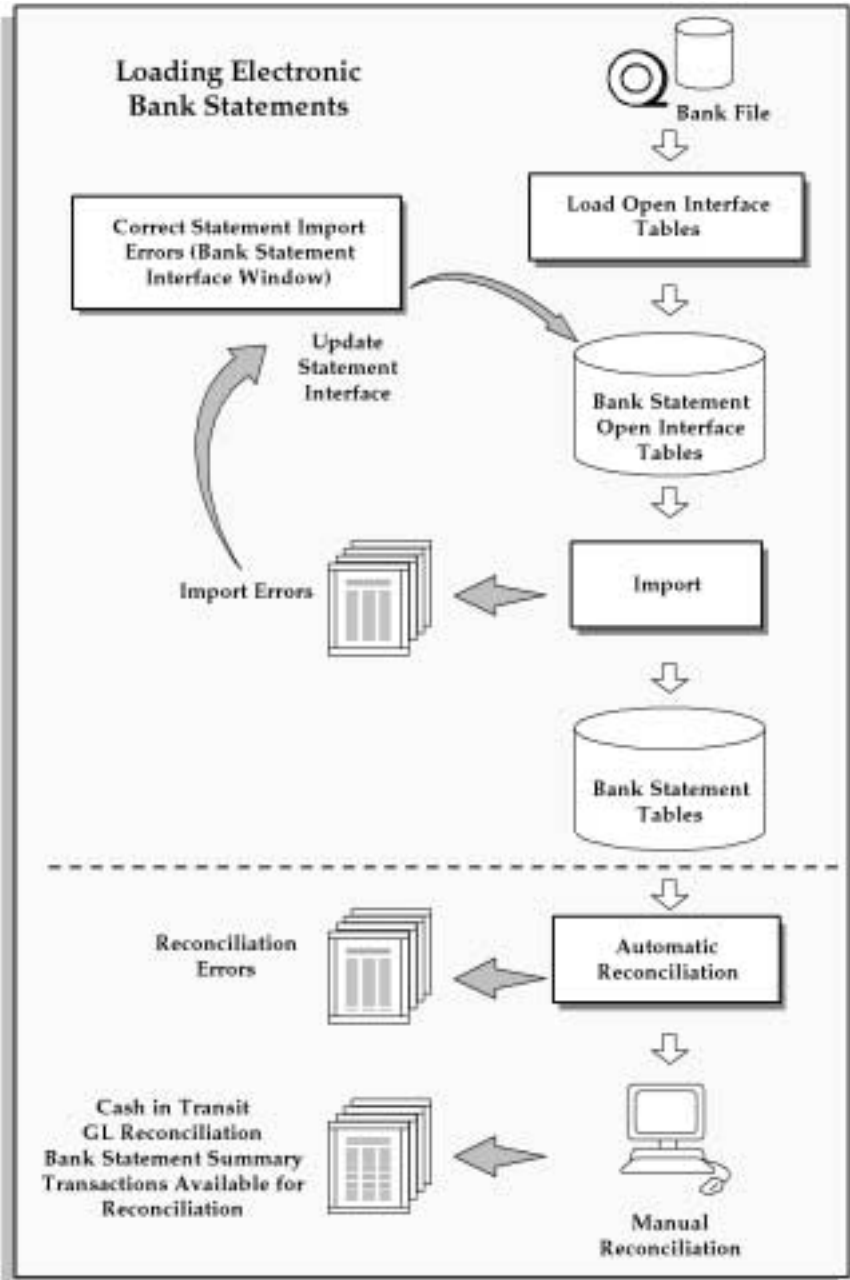 Loading Electronic
Bank Statements
Bank File
Load Open Interface
Tables
Correct Statement Import
Errors (Bank Statement
Interface Window)
Update
Statement
Interface
Bank Statement
Open Interface
Tables
Import Errors
Import
Bank Statement
Tables
Reconciliation
Errors
Automatic
Reconciliation
Cash in Transit
GL Reconciliation
Bank Statement Summary
Transactions Available for
Reconciliation
Manual
Reconciliation